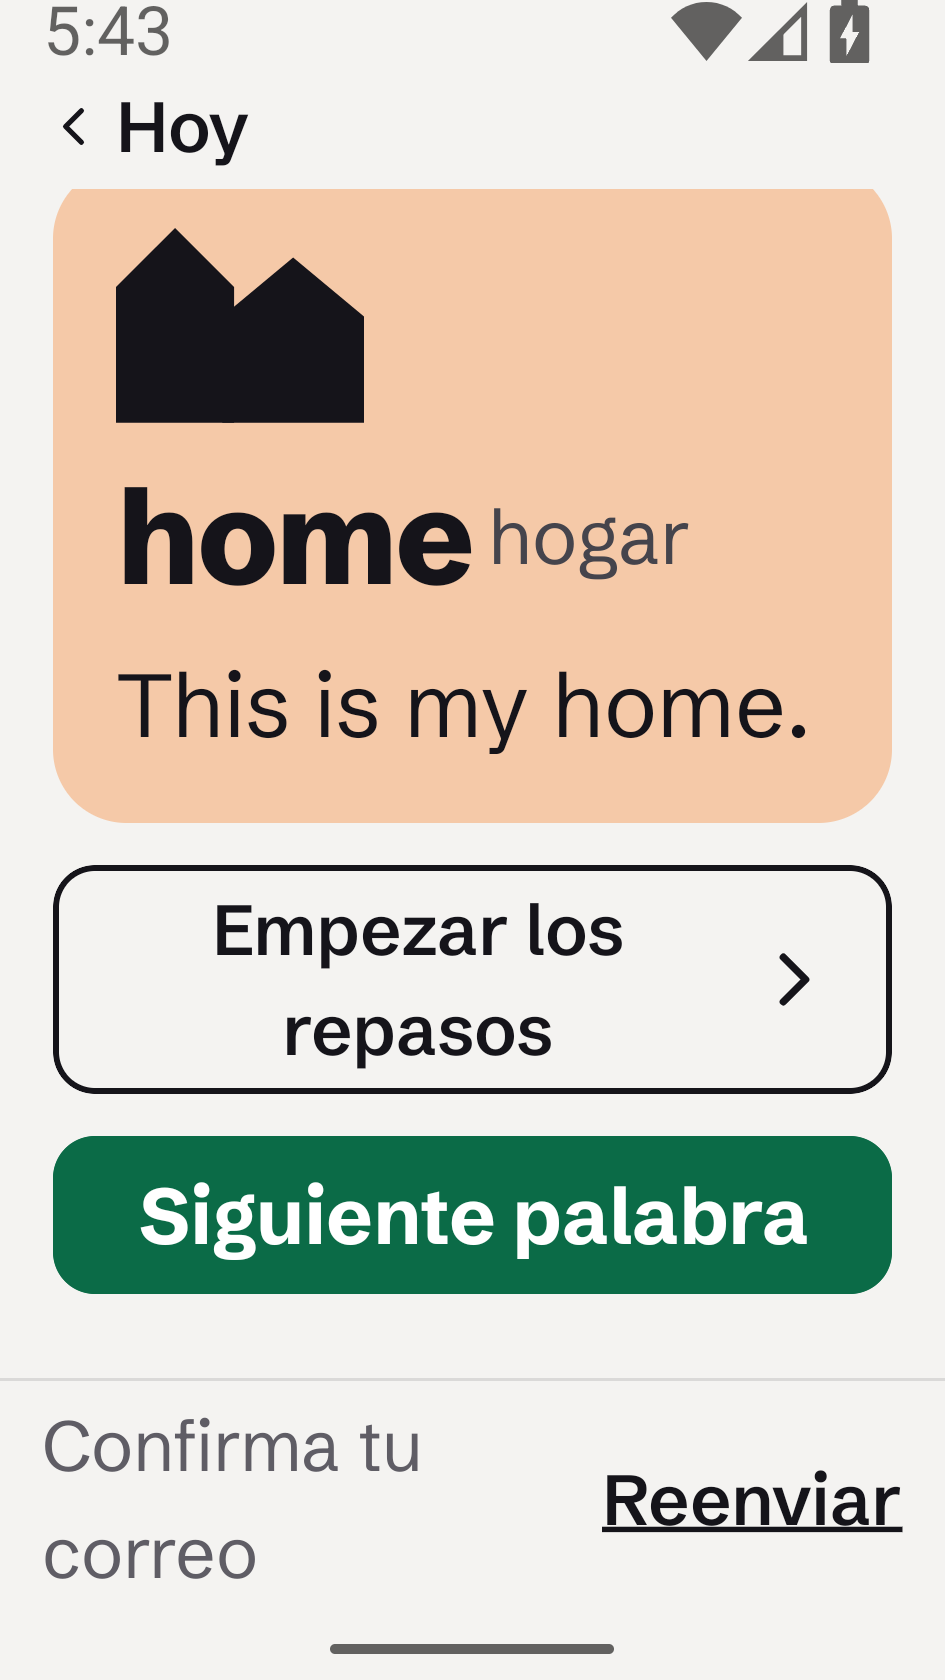 5:43
Hoy
home hogar
This is my home.
Empezar los
repasos
Siguiente palabra
Confirma tu
correo
Reenviar